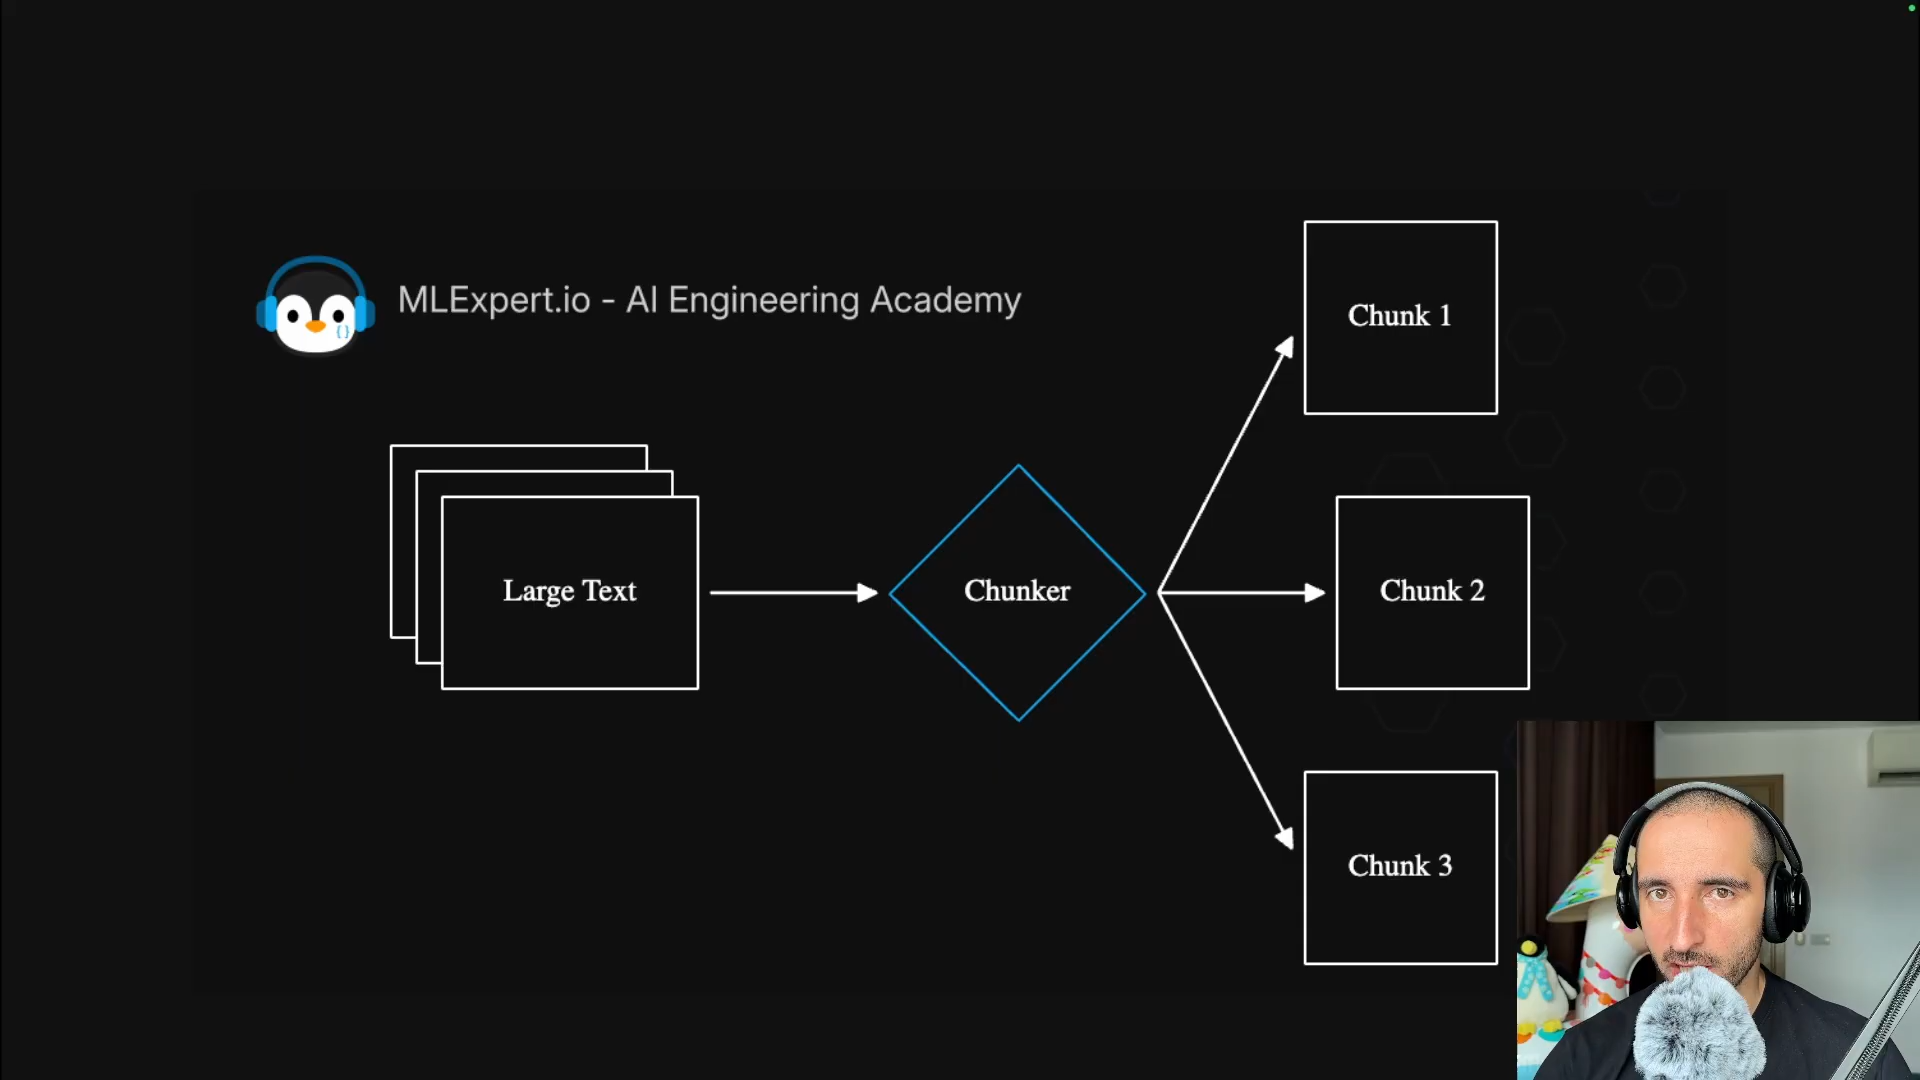 MLExpert.io - AI Engineering Academy
Chunk 1
Large Text
Chunker
Chunk 2
Chunk 3